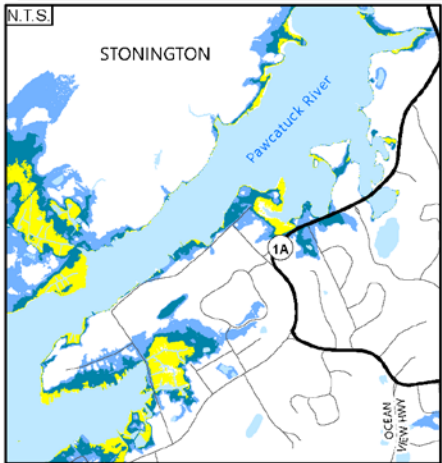 N.T.S.
STONINGTON
Pawcatuck River
1A
OCEAN
VIEW HWY